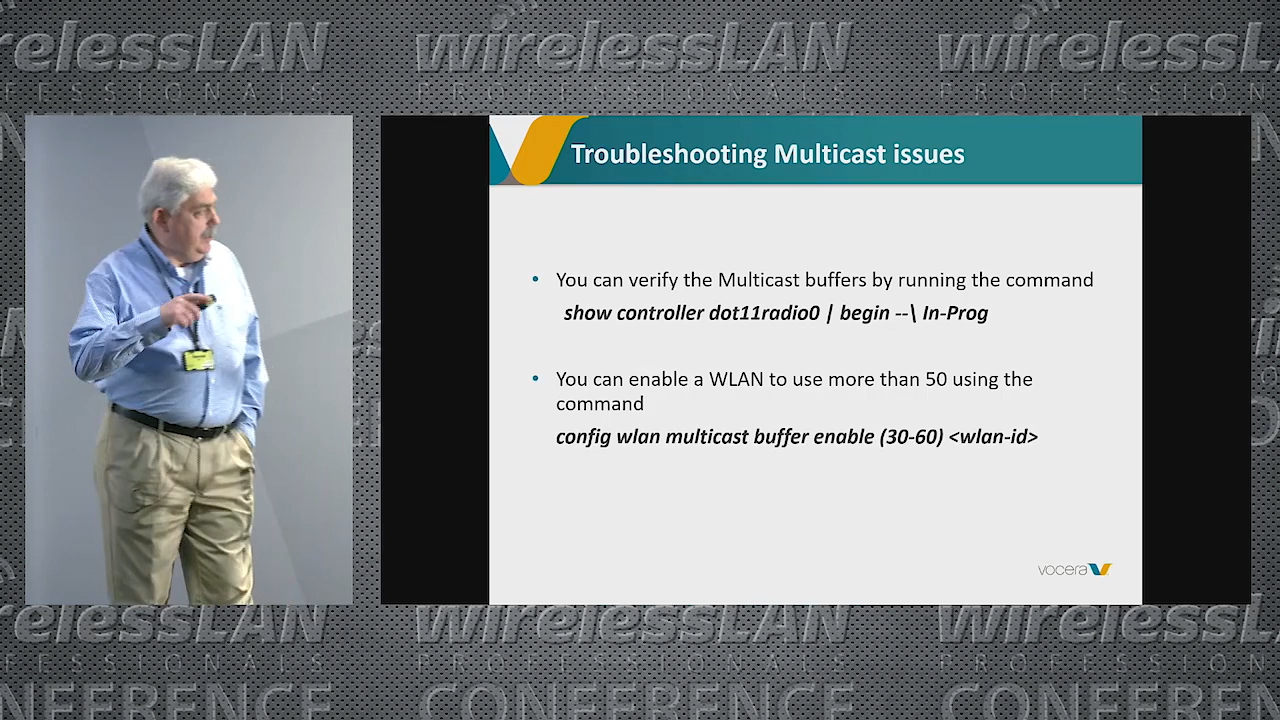 wirelessLAN
PROFESSIONALS
Troubleshooting Multicast issues
• You can verify the Multicast buffers by running the command
show controller dot11radio0 | begin --\ In-Prog
• You can enable a WLAN to use more than 50 using the
command
config wlan multicast buffer enable (30-60) <wlan-id>
vocera
wirelessLAN
PROFESSIONALS
CONFERENCE